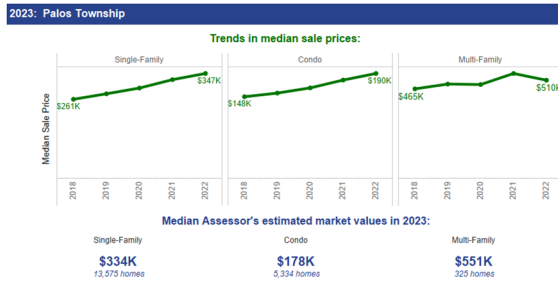 2023: Palos Township
Trends in median sale prices:
Single-Family Condo Multi-Family
Median Sale Price
$261K $347K $148K $190K $465K $510K
2018 2019 2020 2021 2022 2018 2019 2020 2021 2022 2018 2019 2020 2021 2022
Median Assessor's estimated market values in 2023:
Single-Family Condo Multi-Family
$334K $178K $551K
13,575 homes 5,334 homes 325 homes